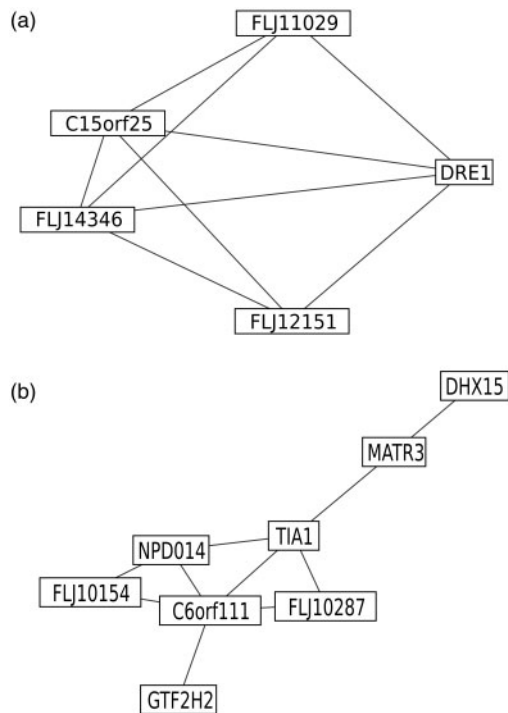 (a)
FLJ11029
C15orf25
DRE1
FLJ14346
FLJ12151
(b)
DHX15
MATR3
TIA1
NPD014
FLJ10154
C6orf111
FLJ10287
GTF2H2